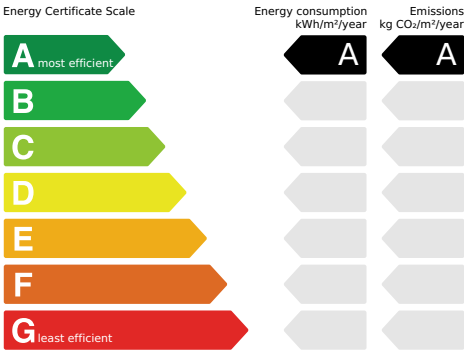 Energy Certificate Scale
Energy consumption
kWh/m²/year
Emissions
kg CO₂/m²/year
A most efficient
A
A
B
C
D
E
F
G least efficient